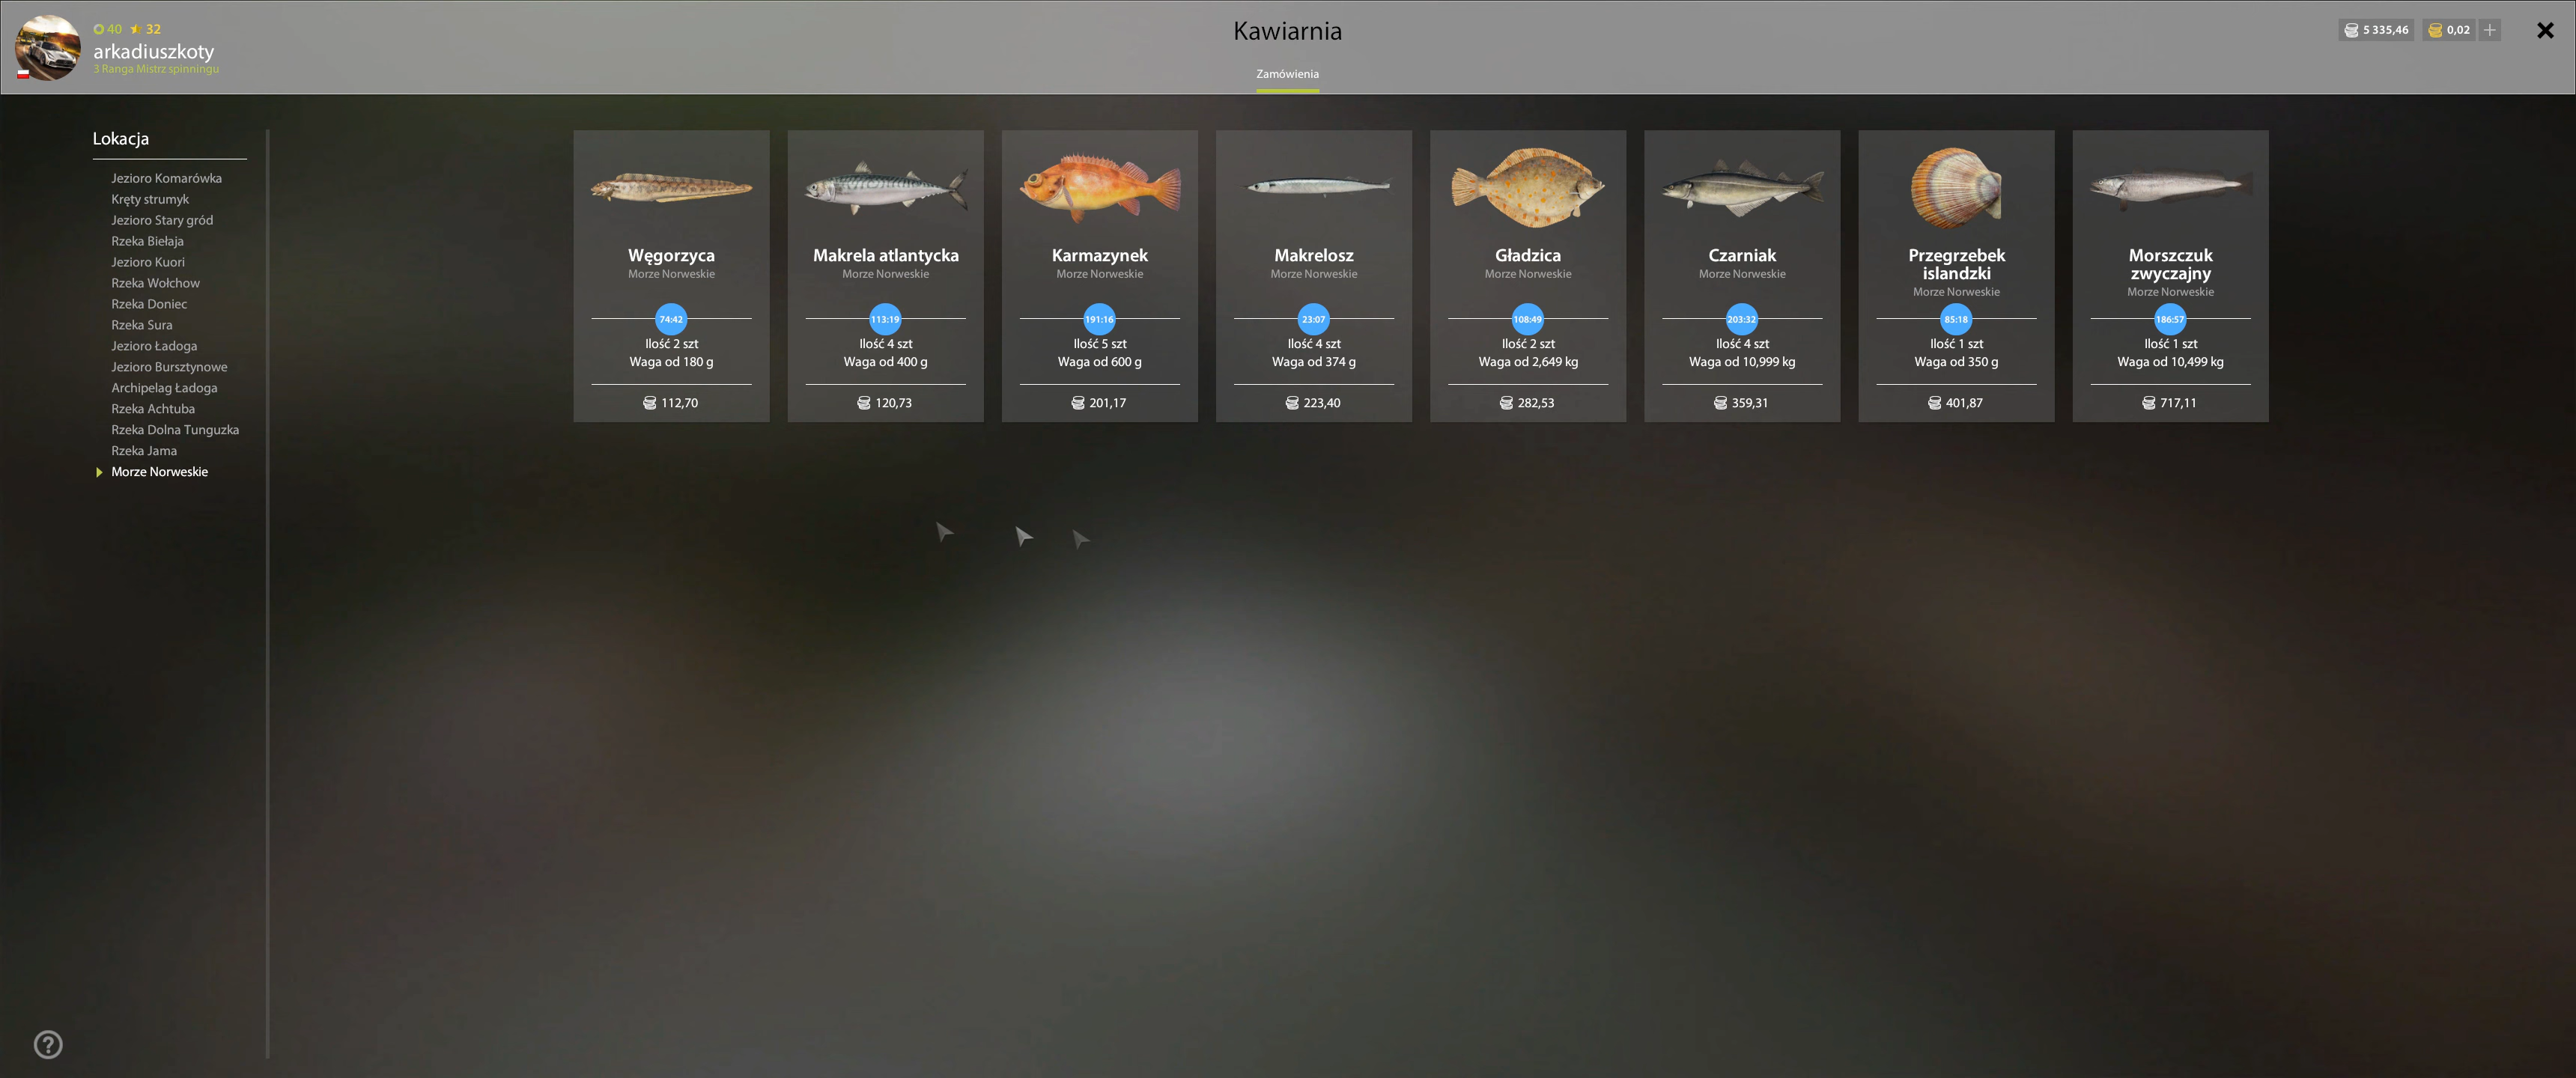 40 32
arkadiuszkoty
3 Ranga Mistrz spinningu
Kawiarnia
Zamówienia
5 335,46
0,02
Lokacja
Jezioro Komarówka
Kręty strumyk
Jezioro Stary gród
Rzeka Biełaja
Jezioro Kuori
Rzeka Wołchow
Rzeka Doniec
Rzeka Sura
Jezioro Ładoga
Jezioro Bursztynowe
Archipelag Ładoga
Rzeka Achtuba
Rzeka Dolna Tunguzka
Rzeka Jama
Morze Norweskie
Węgorzyca
Morze Norweskie
74:42
Ilość 2 szt
Waga od 180 g
112,70
Makrela atlantycka
Morze Norweskie
113:19
Ilość 4 szt
Waga od 400 g
120,73
Karmazynek
Morze Norweskie
191:16
Ilość 5 szt
Waga od 600 g
201,17
Makrelosz
Morze Norweskie
23:07
Ilość 4 szt
Waga od 374 g
223,40
Gładzica
Morze Norweskie
108:49
Ilość 2 szt
Waga od 2,649 kg
282,53
Czarniak
Morze Norweskie
203:32
Ilość 4 szt
Waga od 10,999 kg
359,31
Przegrzebek
islandzki
Morze Norweskie
85:18
Ilość 1 szt
Waga od 350 g
401,87
Morszczuk
zwyczajny
Morze Norweskie
186:57
Ilość 1 szt
Waga od 10,499 kg
717,11
?